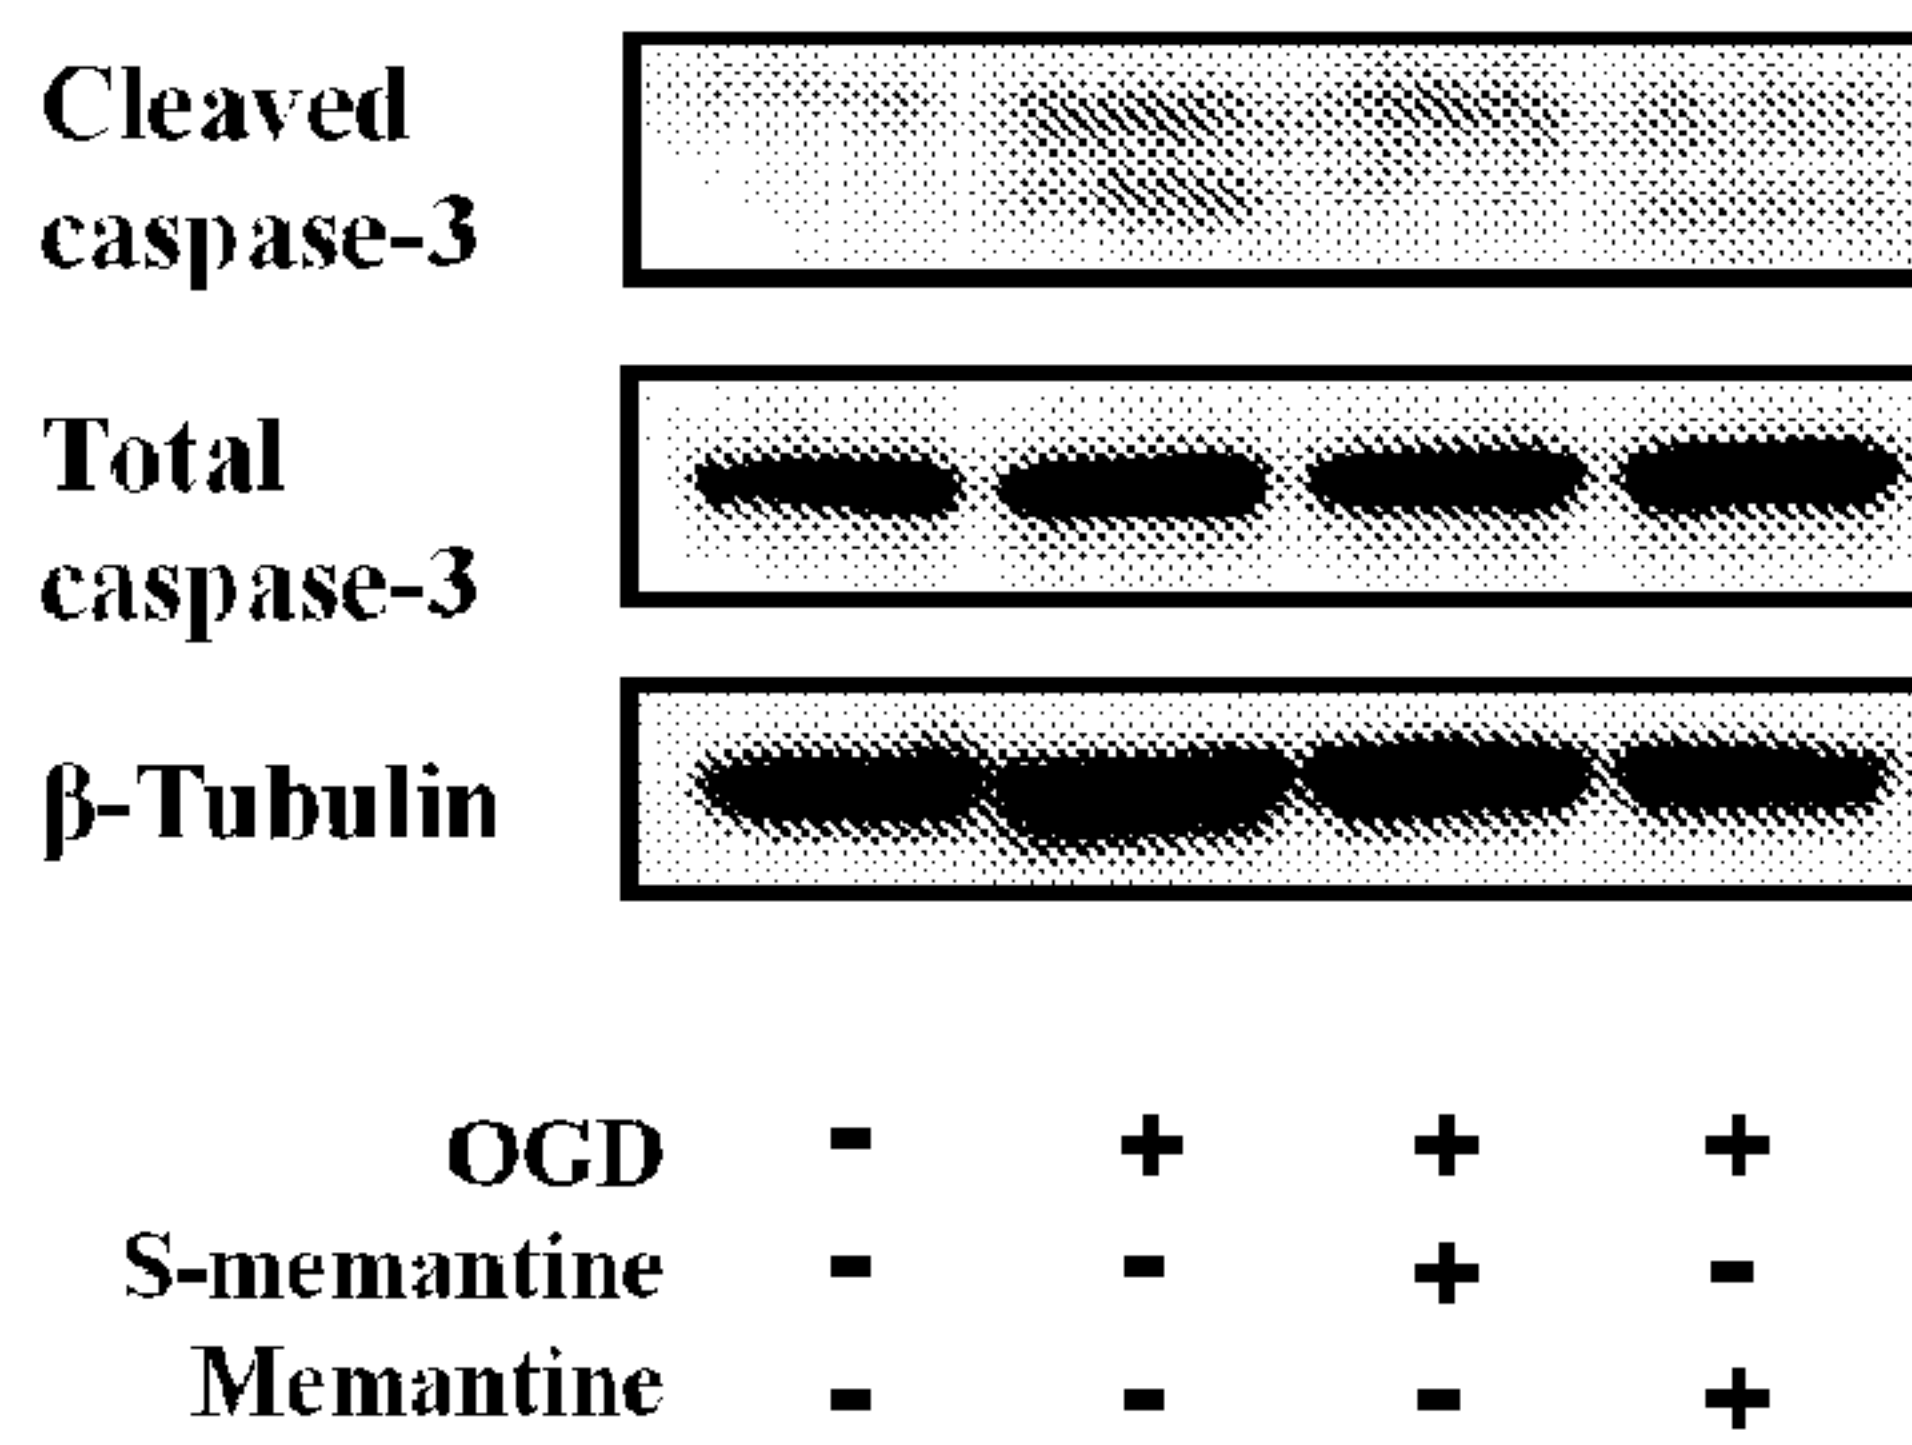 Cleaved
caspase-3
Total
caspase-3
β-Tubulin
OGD - + + +
S-memantine - - + -
Memantine - - - +